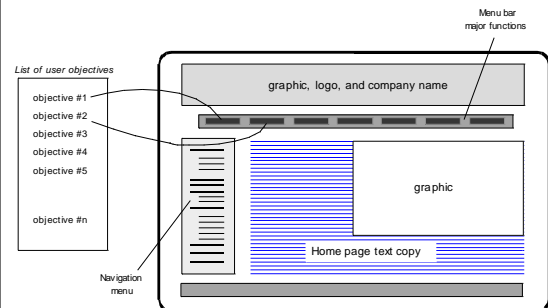 Menu bar
major functions
List of user objectives
graphic, logo, and company name
objective #1
objective #2
objective #3
objective #4
objective #5
objective #n
graphic
Home page text copy
Navigation
menu